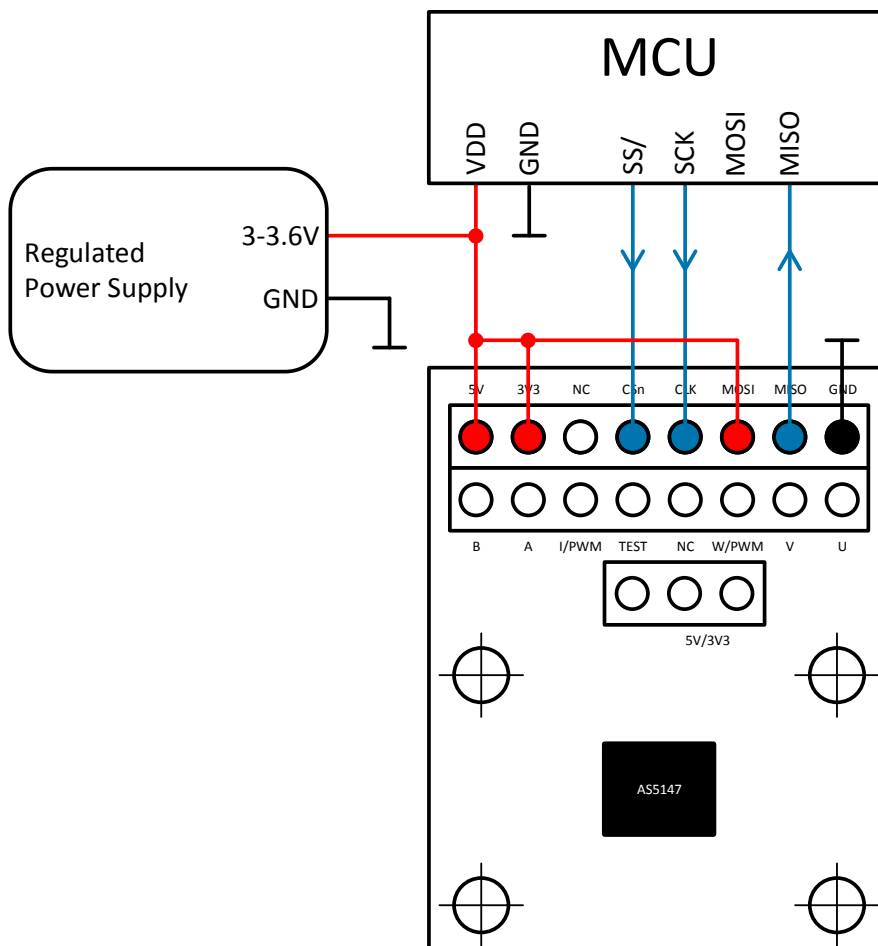 MCU
VDD
GND
SS/
SCK
MOSI
MISO
Regulated
Power Supply
3-3.6V
GND
5V 3V3 NC CSn CLK MOSI MISO GND
B A I/PWM TEST NC W/PWM V U
5V/3V3
AS5147